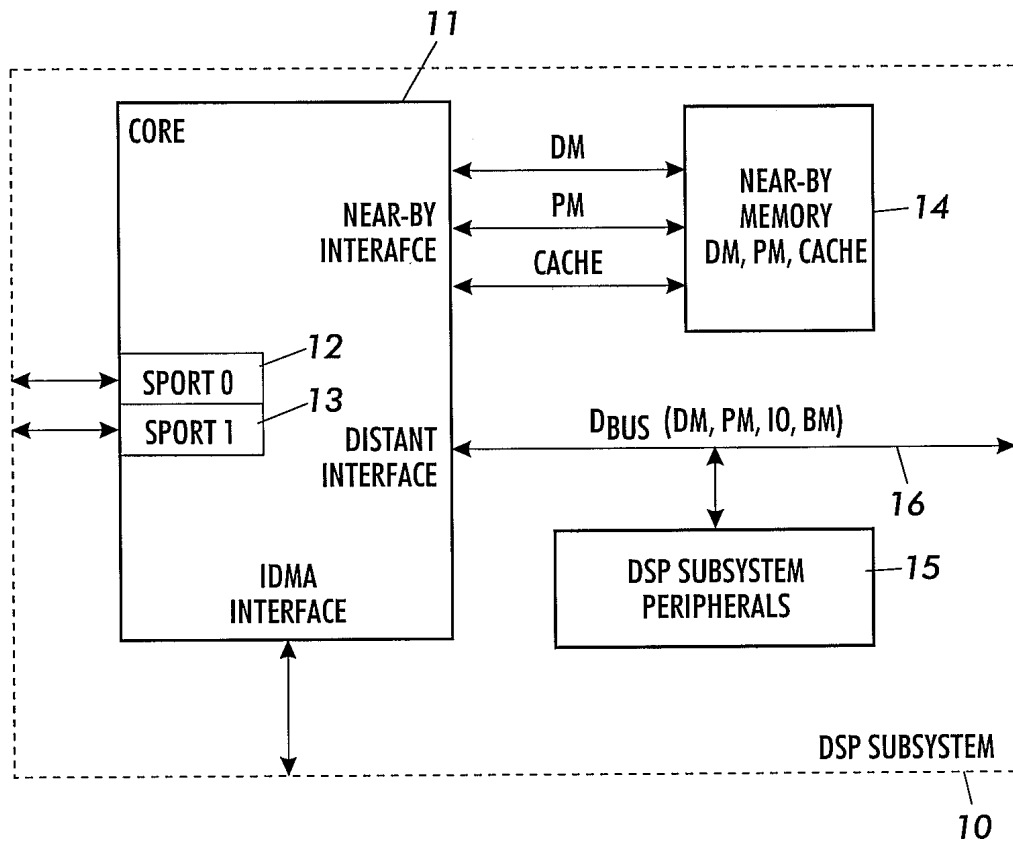 11
CORE
DM
NEAR-BY
INTERAFCE
PM
CACHE
NEAR-BY
MEMORY
DM, PM, CACHE
14
12
SPORT 0
13
SPORT 1
DISTANT
INTERFACE
DBUS (DM, PM, IO, BM)
16
IDMA
INTERFACE
DSP SUBSYSTEM
PERIPHERALS
15
DSP SUBSYSTEM
10